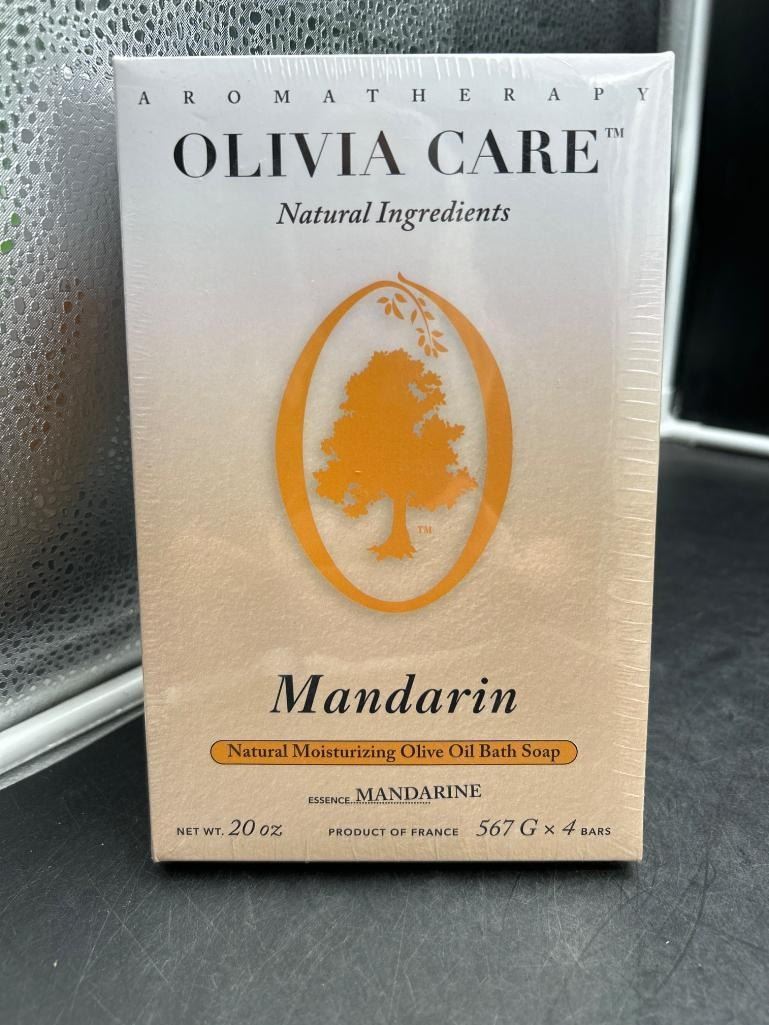 AROMATHERAPY
OLIVIA CARE™
Natural Ingredients
TM
Mandarin
Natural Moisturizing Olive Oil Bath Soap
ESSENCE MANDARINE
NET WT. 20 oz PRODUCT OF FRANCE 567 G × 4 BARS